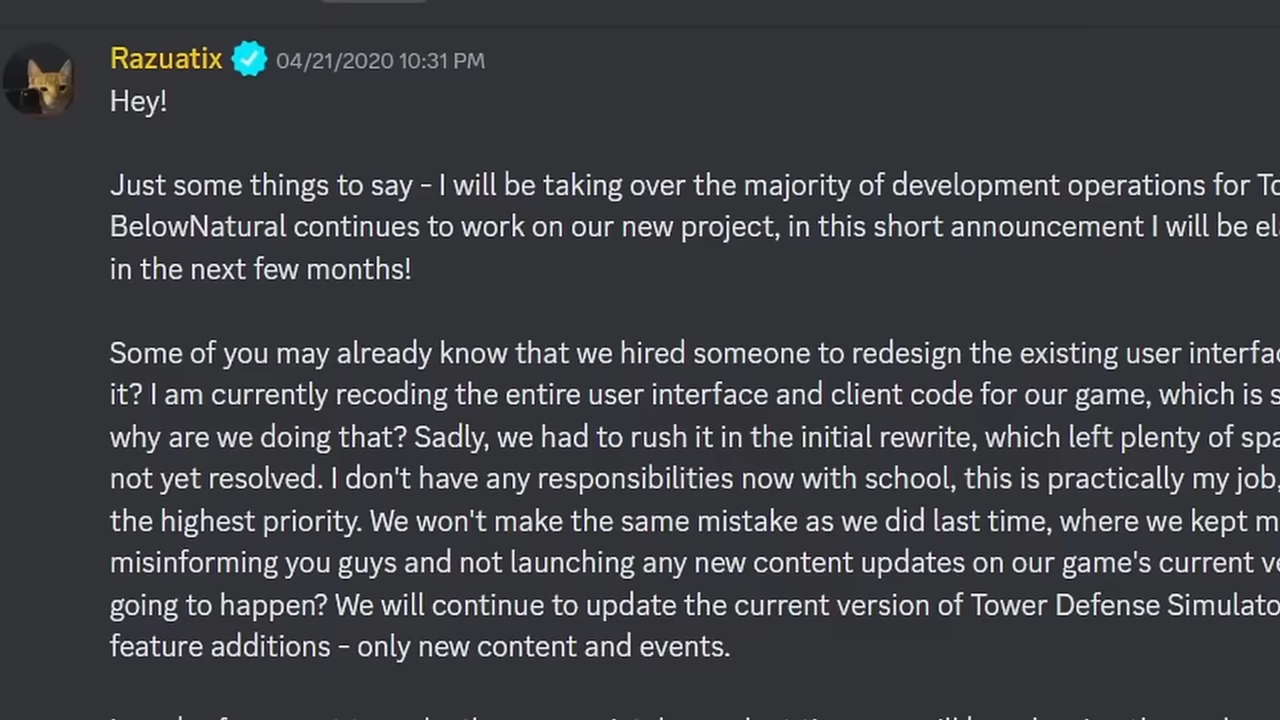 Razuatix 04/21/2020 10:31 PM
Hey!
Just some things to say - I will be taking over the majority of development operations for
BelowNatural continues to work on our new project, in this short announcement I will be
in the next few months!
Some of you may already know that we hired someone to redesign the existing user
it? I am currently recoding the entire user interface and client code for our game, which is
why are we doing that? Sadly, we had to rush it in the initial rewrite, which left plenty of
not yet resolved. I don't have any responsibilities now with school, this is practically my job,
the highest priority. We won't make the same mistake as we did last time, where we kept
misinforming you guys and not launching any new content updates on our game's current
going to happen? We will continue to update the current version of Tower Defense
feature additions - only new content and events.